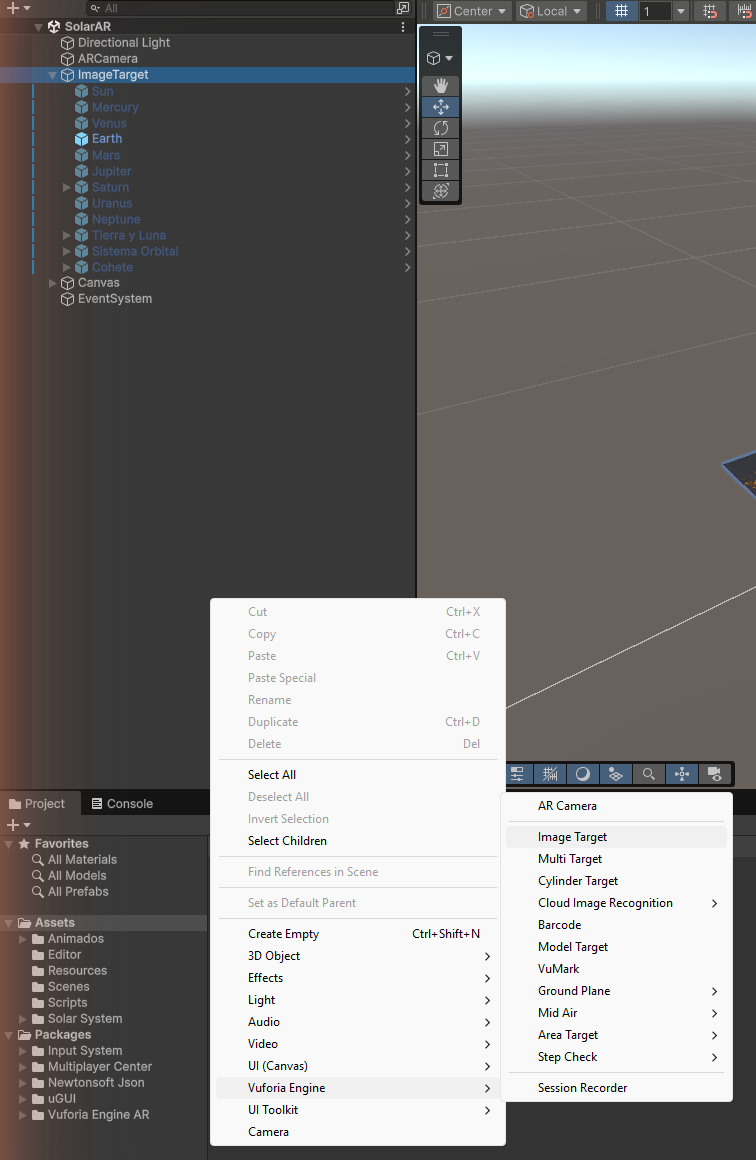 All
Center
Local
1
SolarAR
Directional Light
ARCamera
ImageTarget
Sun
Mercury
Venus
Earth
Mars
Jupiter
Saturn
Uranus
Neptune
Tierra y Luna
Sistema Orbital
Cohete
Canvas
EventSystem
Cut Ctrl+X
Copy Ctrl+C
Paste Ctrl+V
Paste Special
Rename
Duplicate Ctrl+D
Delete Del
Select All
Deselect All
Invert Selection
Select Children
Find References in Scene
Set as Default Parent
Create Empty Ctrl+Shift+N
3D Object
Effects
Light
Audio
Video
UI (Canvas)
Vuforia Engine
UI Toolkit
Camera
AR Camera
Image Target
Multi Target
Cylinder Target
Cloud Image Recognition
Barcode
Model Target
VuMark
Ground Plane
Mid Air
Area Target
Step Check
Session Recorder
Project
Console
Favorites
All Materials
All Models
All Prefabs
Assets
Animados
Editor
Resources
Scenes
Scripts
Solar System
Packages
Input System
Multiplayer Center
Newtonsoft Json
uGUI
Vuforia Engine AR